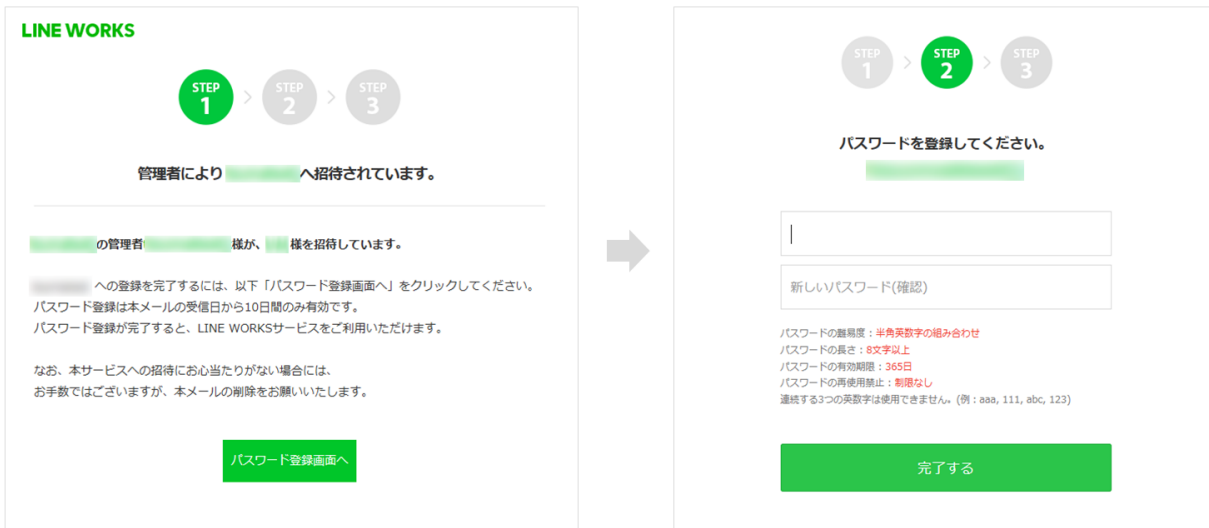 LINE WORKS
STEP
1
STEP
2
STEP
3
管理者により へ招待されています。
の管理者 様が、 様を招待しています。
への登録を完了するには、以下「パスワード登録画面へ」をクリックしてください。
パスワード登録は本メールの受信日から10日間のみ有効です。
パスワード登録が完了すると、LINE WORKSサービスをご利用いただけます。
なお、本サービスへの招待にお心当たりがない場合には、
お手数ではございますが、本メールの削除をお願いいたします。
パスワード登録画面へ
STEP
1
STEP
2
STEP
3
パスワードを登録してください。
新しいパスワード(確認)
パスワードの難易度：半角英数字の組み合わせ
パスワードの長さ：8文字以上
パスワードの有効期限：365日
パスワードの再使用禁止：制限なし
連続する3つの英数字は使用できません。(例：aaa, 111, abc, 123)
完了する